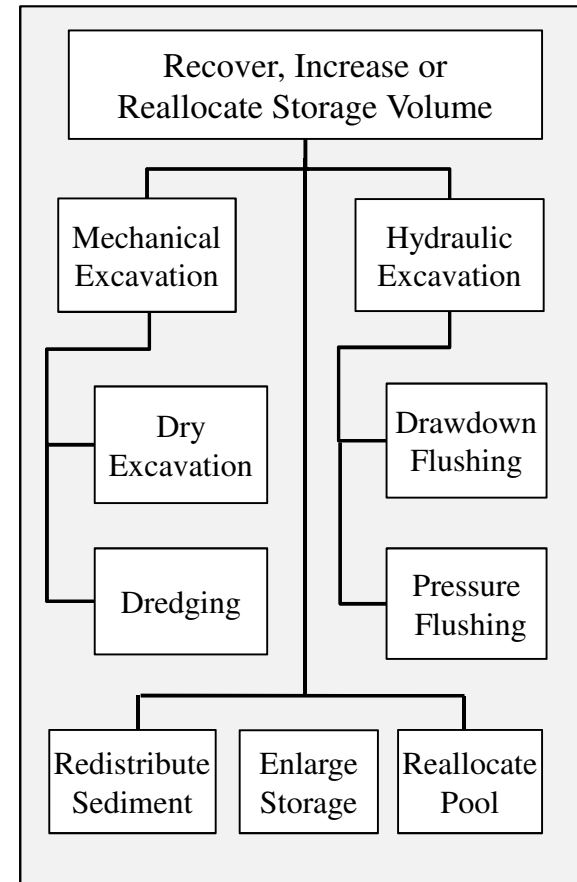 Recover, Increase or
Reallocate Storage Volume
Mechanical
Excavation
Hydraulic
Excavation
Dry
Excavation
Drawdown
Flushing
Dredging
Pressure
Flushing
Redistribute
Sediment
Enlarge
Storage
Reallocate
Pool